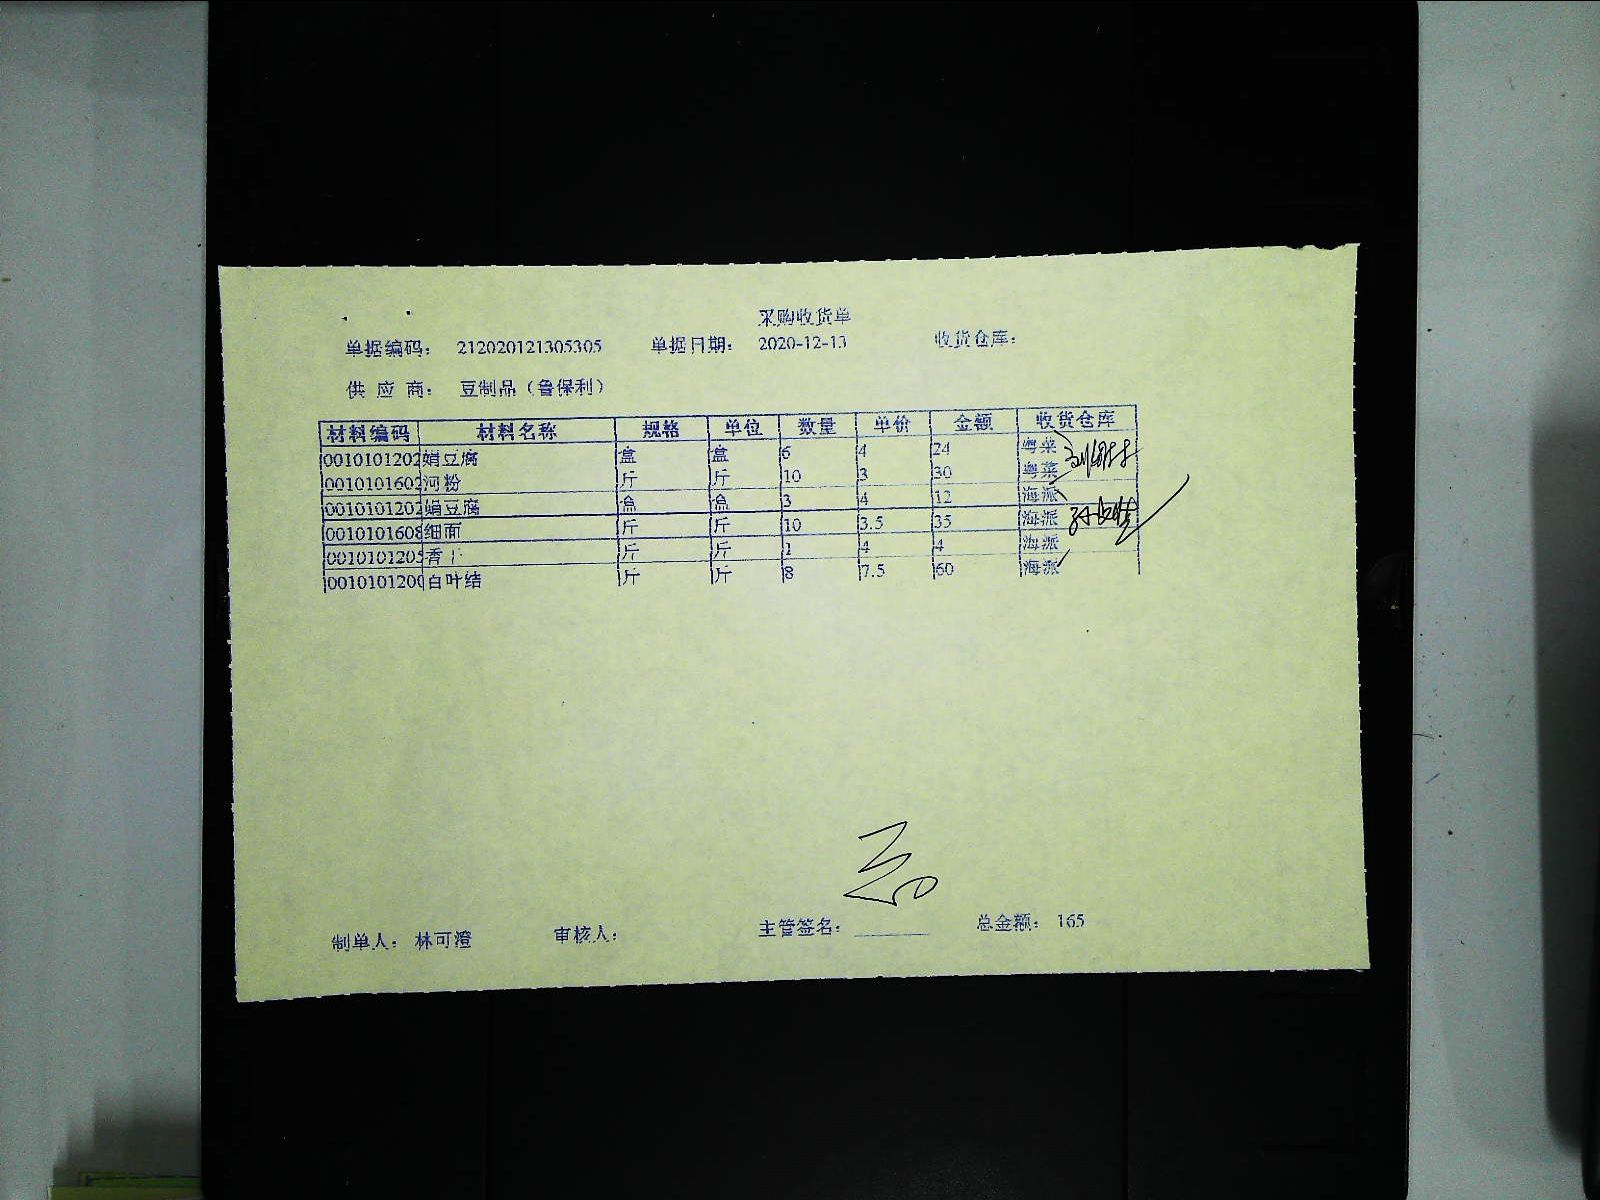 采购收货单
单据编码: 212020121305305 单据日期: 2020-12-13 收货仓库:
供应商: 豆制品(鲁保利)
材料编码 材料名称 规格 单位 数量 单价 金额 收货仓库
0010101202 娟豆腐 盒 盒 6 4 24 粤菜
0010101602 河粉 斤 斤 10 3 30 粤菜
0010101202 娟豆腐 盒 盒 3 4 12 海派
0010101608 细面 斤 斤 10 3.5 35 海派
0010101205 香干 斤 斤 1 4 4 海派
0010101200 白叶结 斤 斤 8 7.5 60 海派
制单人: 林可澄 审核人: 主管签名: 总金额: 165